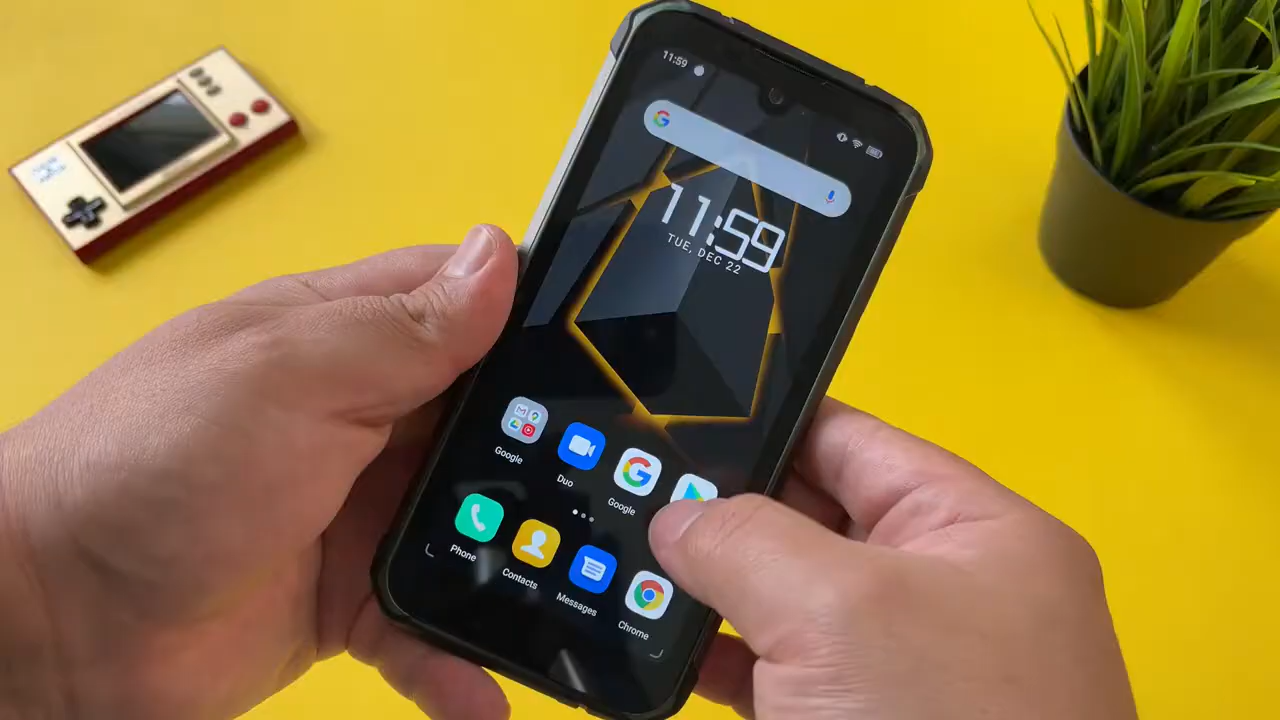 11:59
11:59
TUE, DEC 22
Google
Duo
Google
Phone
Contacts
Messages
Chrome